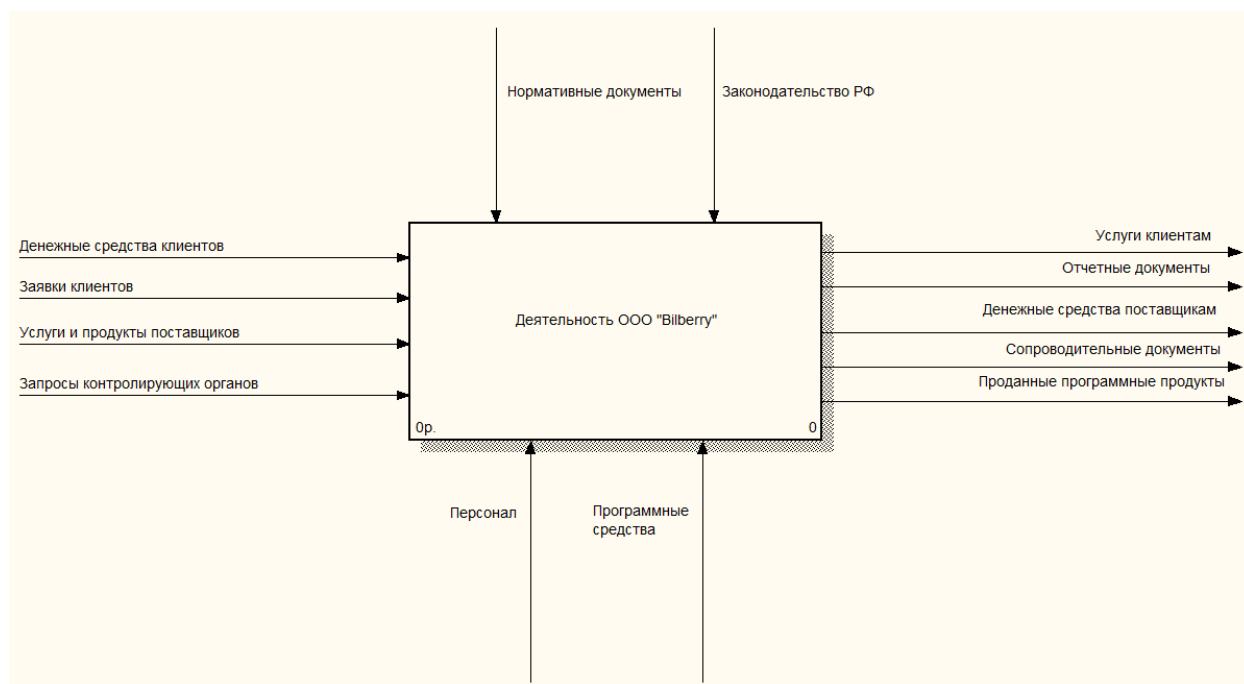 Нормативные документы
Законодательство РФ
Денежные средства клиентов
Заявки клиентов
Услуги и продукты поставщиков
Запросы контролирующих органов
Деятельность ООО "Bilberry"
0р.
0
Услуги клиентам
Отчетные документы
Денежные средства поставщикам
Сопроводительные документы
Проданные программные продукты
Персонал
Программные
средства